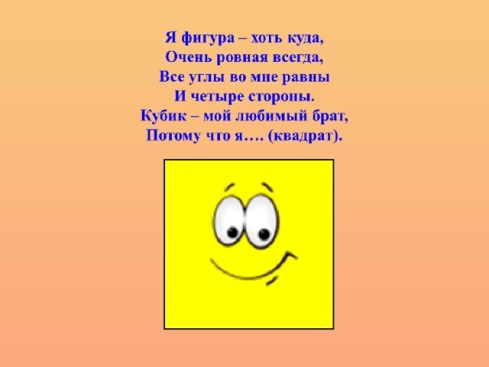 Я фигура – хоть куда,
Очень ровная всегда,
Все углы во мне равны
И четыре стороны.
Кубик – мой любимый брат,
Потому что я…. (квадрат).